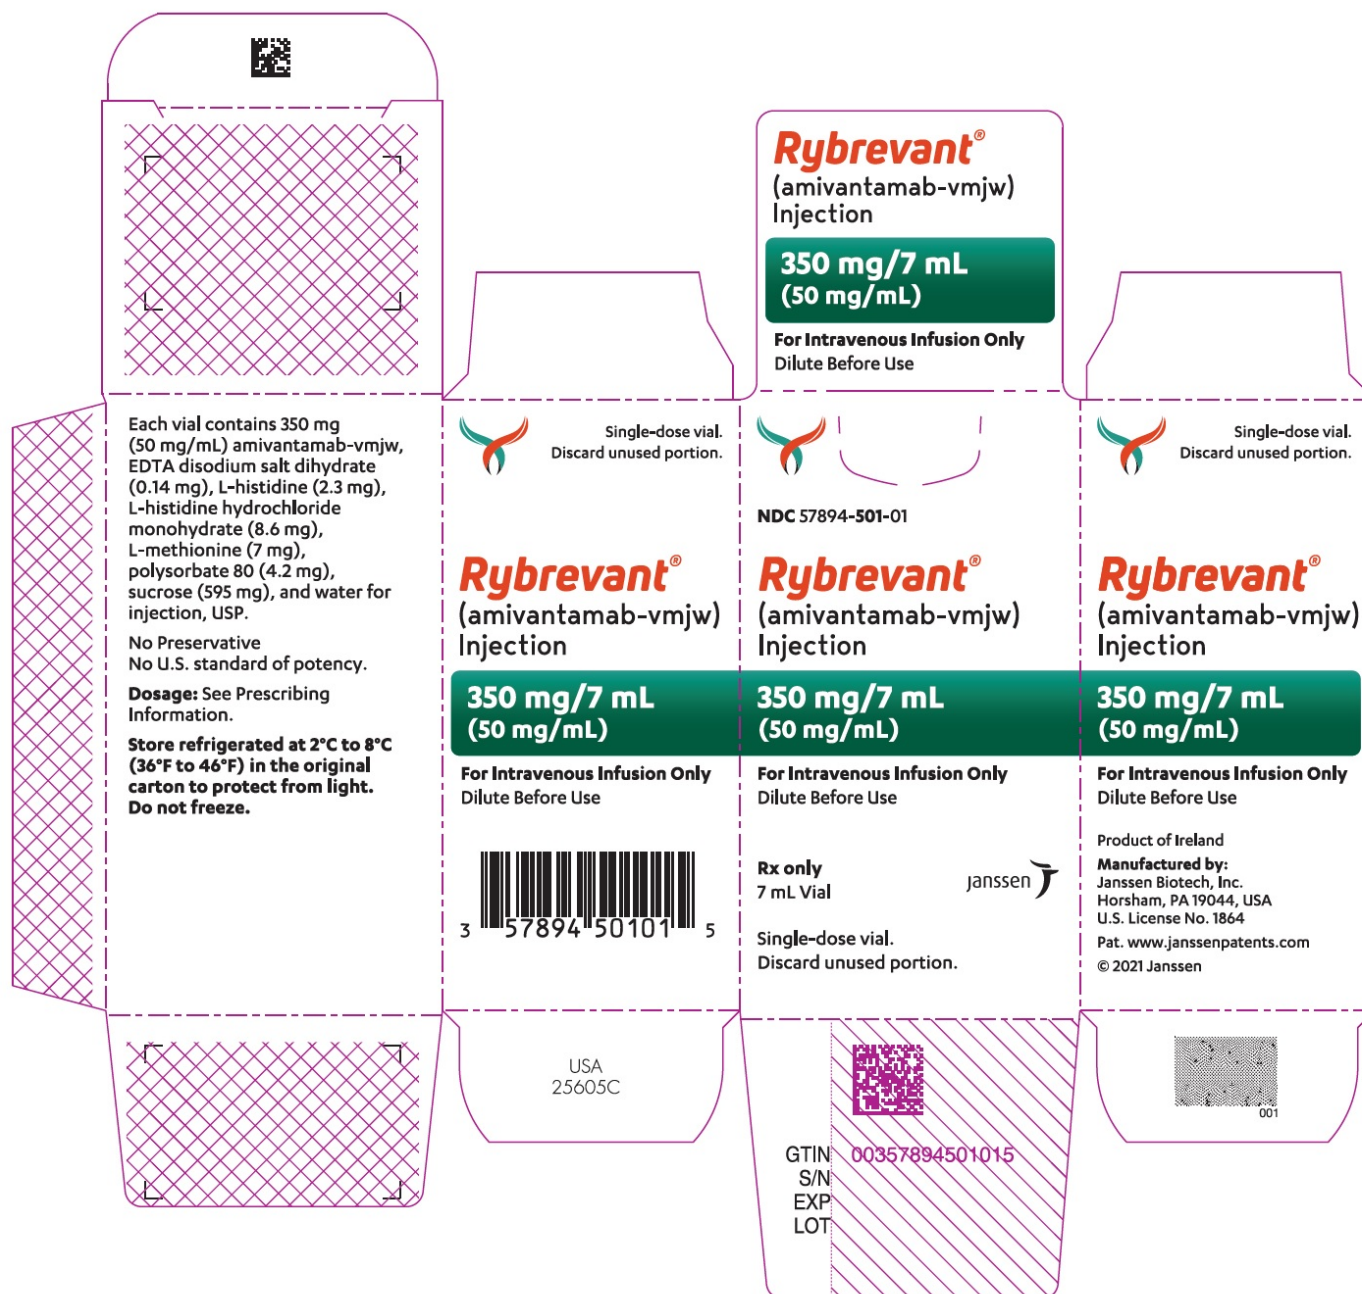 Rybrevant®
(amivantamab-vmjw)
Injection
350 mg/7 mL
(50 mg/mL)
For Intravenous Infusion Only
Dilute Before Use
Each vial contains 350 mg
(50 mg/mL) amivantamab-vmjw,
EDTA disodium salt dihydrate
(0.14 mg), L-histidine (2.3 mg),
L-histidine hydrochloride
monohydrate (8.6 mg),
L-methionine (7 mg),
polysorbate 80 (4.2 mg),
sucrose (595 mg), and water for
injection, USP.
No Preservative
No U.S. standard of potency.
Dosage: See Prescribing
Information.
Store refrigerated at 2°C to 8°C
(36°F to 46°F) in the original
carton to protect from light.
Do not freeze.
Single-dose vial.
Discard unused portion.
Rybrevant®
(amivantamab-vmjw)
Injection
350 mg/7 mL
(50 mg/mL)
For Intravenous Infusion Only
Dilute Before Use
3 57894 50101 5
USA
25605C
NDC 57894-501-01
Rybrevant®
(amivantamab-vmjw)
Injection
350 mg/7 mL
(50 mg/mL)
For Intravenous Infusion Only
Dilute Before Use
Rx only
7 mL Vial
janssen
Single-dose vial.
Discard unused portion.
GTIN 00357894501015
S/N
EXP
LOT
Single-dose vial.
Discard unused portion.
Rybrevant®
(amivantamab-vmjw)
Injection
350 mg/7 mL
(50 mg/mL)
For Intravenous Infusion Only
Dilute Before Use
Product of Ireland
Manufactured by:
Janssen Biotech, Inc.
Horsham, PA 19044, USA
U.S. License No. 1864
Pat. www.janssenpatents.com
© 2021 Janssen
001